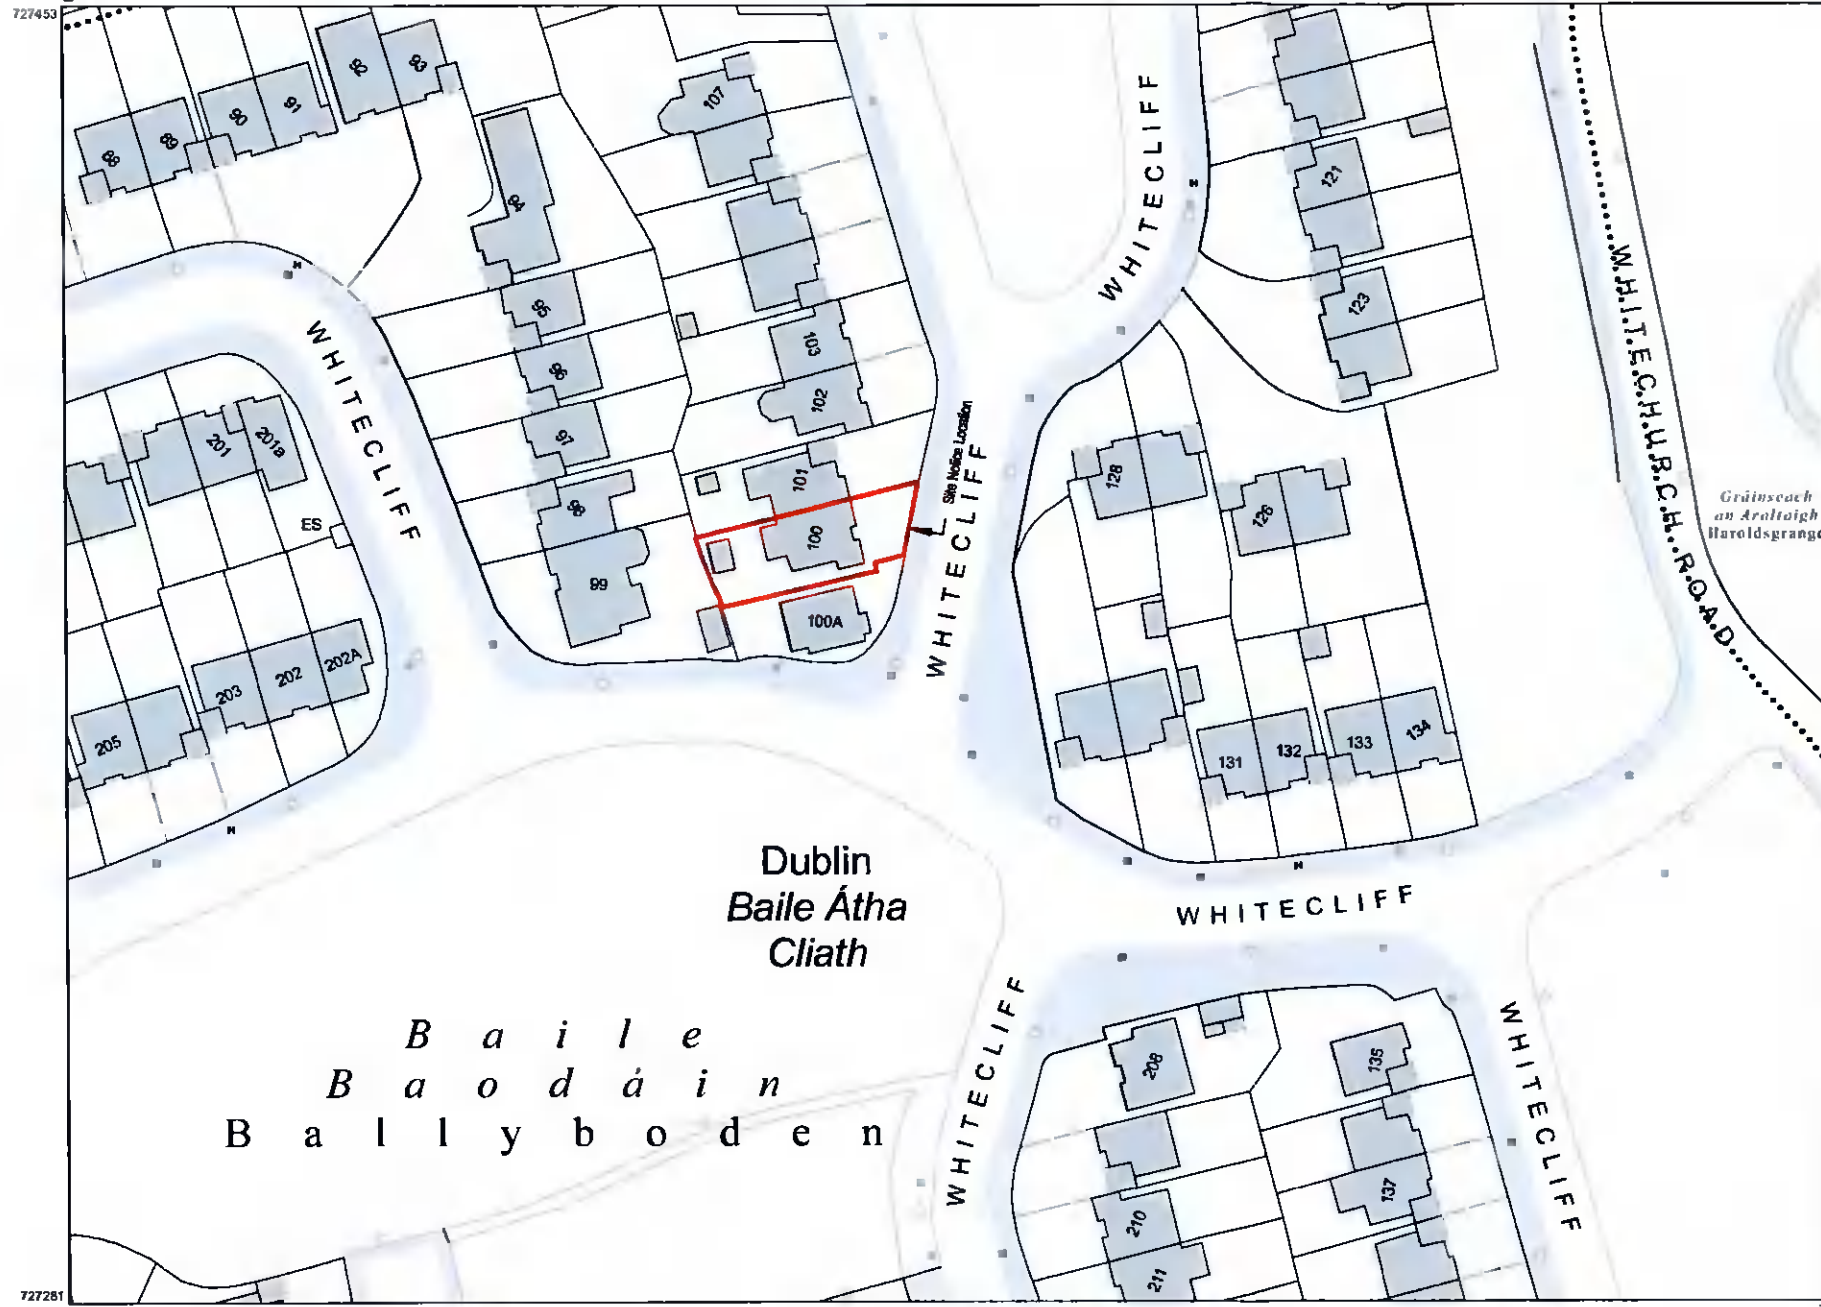 727453
92
93
90
91
88
89
107
94
121
WHITECLIFF
WHITECLIFF
WHITECLIFF
W.H.I.T.E.C.H.U.R.C.H. R.O.A.D
95
96
97
98
99
103
102
101
100
100A
123
201
201a
ES
Site Notice Location
WHITECLIFF
128
126
Gráinseach
an Araltaigh
Haroldsgrange
203
202
202A
205
131
132
133
134
H
H
H
H
Dublin
Baile Átha
Cliath
WHITECLIFF
Baile
Baodáin
Ballyboden
WHITECLIFF
WHITECLIFF
208
135
137
210
211
727281